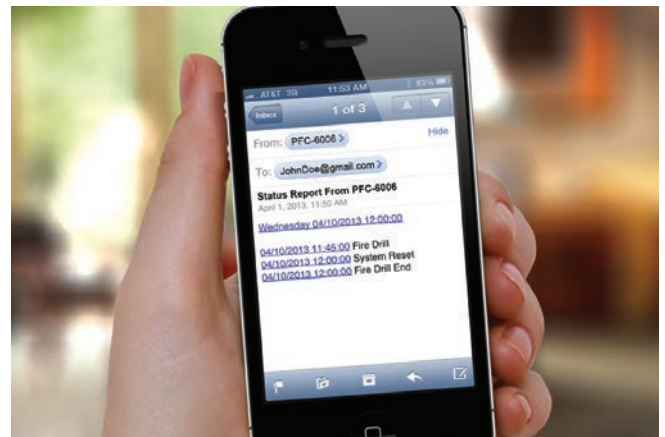 AT&T 3G 11:53 AM 83%
Inbox 1 of 3
From: PFC-6006 Hide
To: JohnDoe@gmail.com
Status Report From PFC-6006
April 1, 2013, 11:50 AM
Wednesday 04/10/2013 12:00:00
04/10/2013 11:45:00 Fire Drill
04/10/2013 12:00:00 System Reset
04/10/2013 12:00:00 Fire Drill End